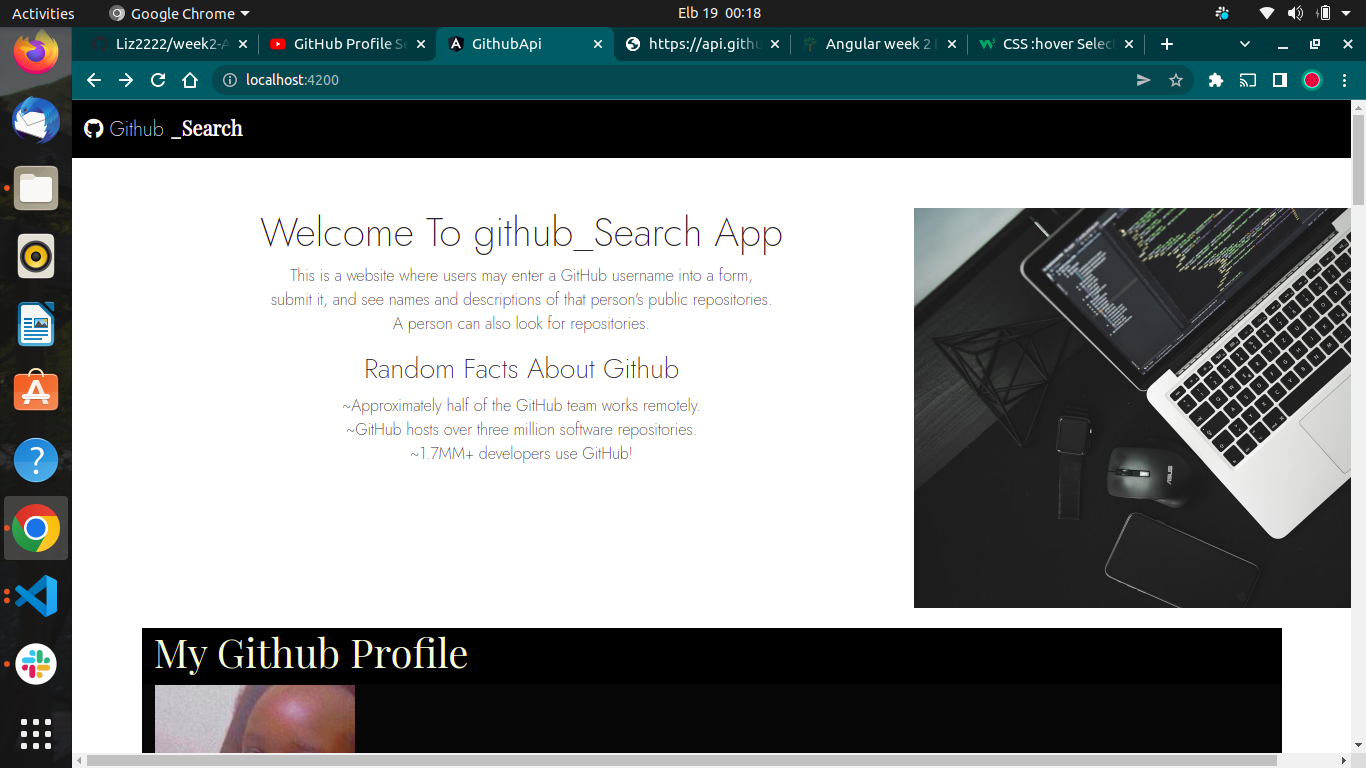 Activities
Google Chrome
Elb 19 00:18
Liz2222/week2-A
GitHub Profile Se
GithubApi
https://api.githu
Angular week 2 I
CSS :hover Selec
localhost:4200
Github _Search
Welcome To github_Search App
This is a website where users may enter a GitHub username into a form,
submit it, and see names and descriptions of that person's public repositories.
A person can also look for repositories.
Random Facts About Github
~Approximately half of the GitHub team works remotely.
~GitHub hosts over three million software repositories.
~1.7MM+ developers use GitHub!
ASUS
My Github Profile